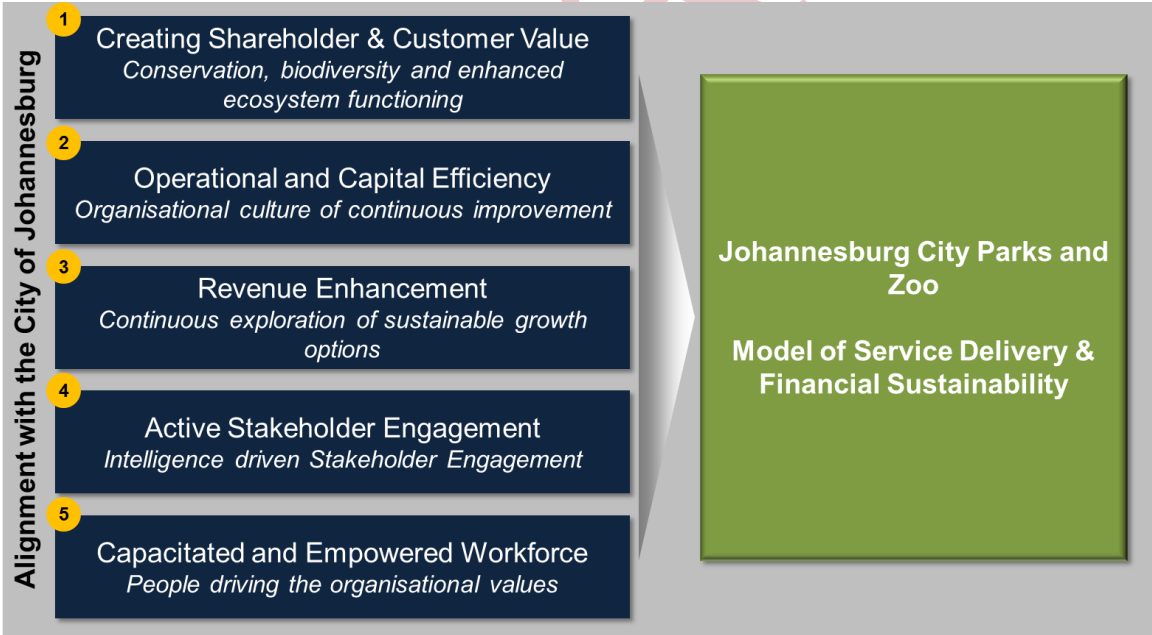 Alignment with the City of Johannesburg
1
Creating Shareholder & Customer Value
Conservation, biodiversity and enhanced
ecosystem functioning
2
Operational and Capital Efficiency
Organisational culture of continuous improvement
3
Revenue Enhancement
Continuous exploration of sustainable growth
options
4
Active Stakeholder Engagement
Intelligence driven Stakeholder Engagement
5
Capacitated and Empowered Workforce
People driving the organisational values
Johannesburg City Parks and
Zoo
Model of Service Delivery &
Financial Sustainability